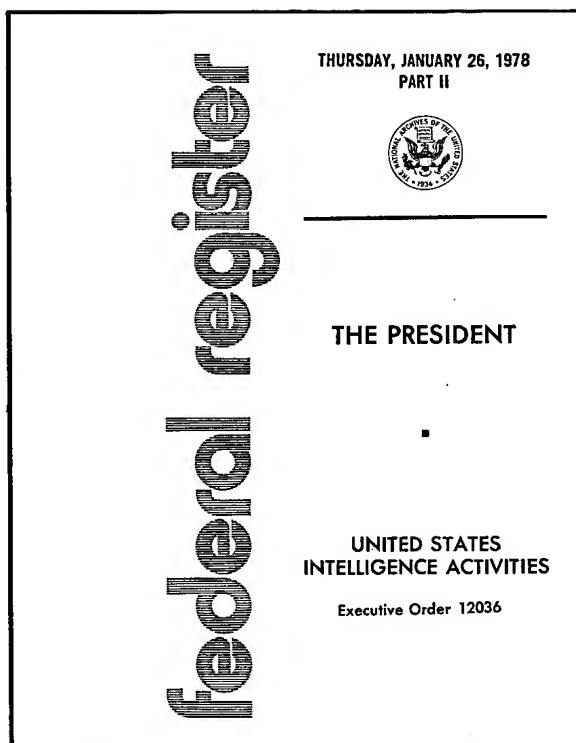 federal register
THURSDAY, JANUARY 26, 1978
PART II
THE NATIONAL ARCHIVES OF THE UNITED STATES
1934
THE PRESIDENT
UNITED STATES
INTELLIGENCE ACTIVITIES
Executive Order 12036